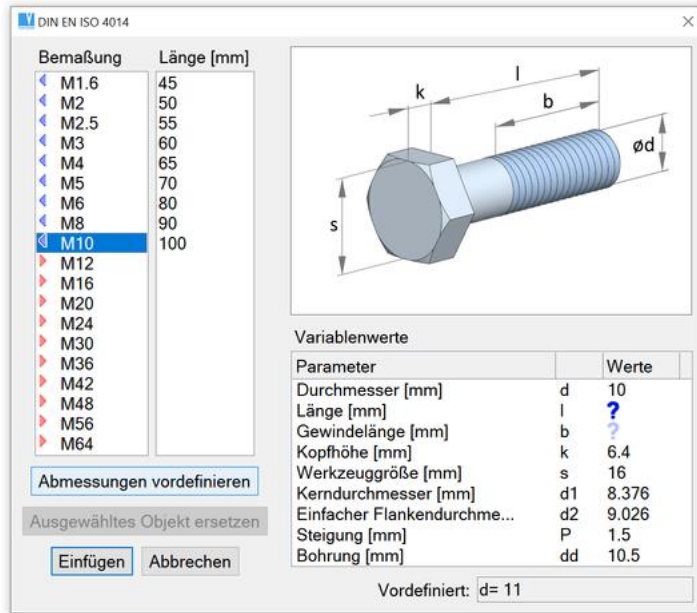 DIN EN ISO 4014
Bemaßung Länge [mm]
M1.6 45
M2 50
M2.5 55
M3 60
M4 65
M5 70
M6 80
M8 90
M10 100
M12
M16
M20
M24
M30
M36
M42
M48
M56
M64
Abmessungen vordefinieren
Ausgewähltes Objekt ersetzen
Einfügen Abbrechen
l
k
b
ød
s
Variablenwerte
Parameter Werte
Durchmesser [mm] d 10
Länge [mm] l ?
Gewindelänge [mm] b ?
Kopfhöhe [mm] k 6.4
Werkzeuggröße [mm] s 16
Kerndurchmesser [mm] d1 8.376
Einfacher Flankendurchme... d2 9.026
Steigung [mm] P 1.5
Bohrung [mm] dd 10.5
Vordefiniert: d= 11